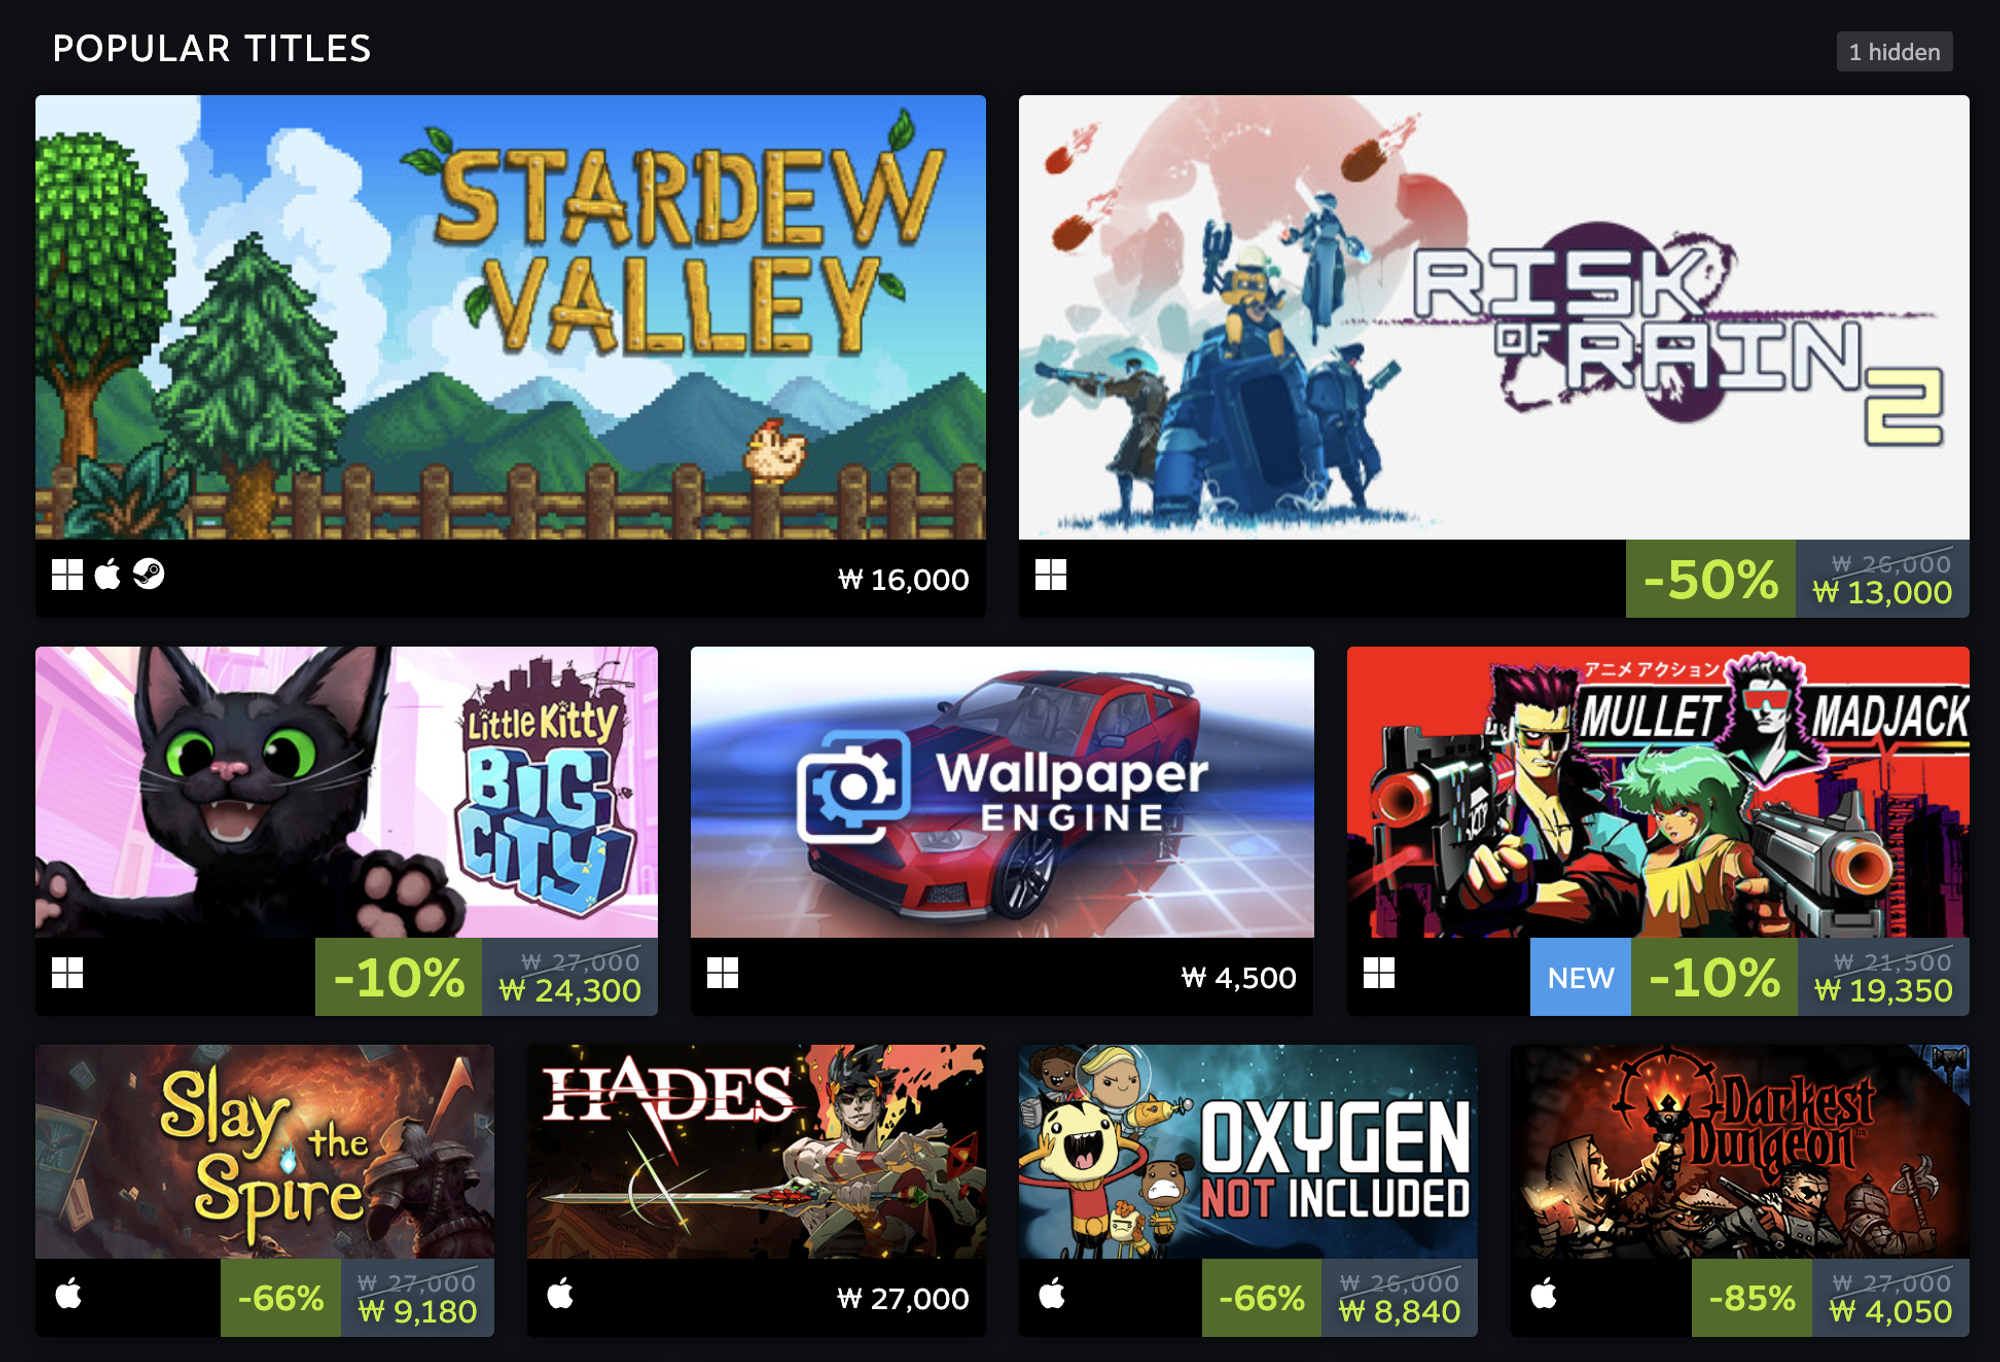 POPULAR TITLES
1 hidden
STARDEW
VALLEY
₩ 16,000
RISK
OF RAIN
2
-50%
₩ 26,000
₩ 13,000
Little Kitty
BIG
CITY
-10%
₩ 27,000
₩ 24,300
Wallpaper
ENGINE
₩ 4,500
アニメ アクション
MULLET MADJACK
NEW
-10%
₩ 21,500
₩ 19,350
Slay
the
Spire
-66%
₩ 27,000
₩ 9,180
HADES
₩ 27,000
OXYGEN
NOT INCLUDED
-66%
₩ 26,000
₩ 8,840
Darkest
Dungeon
-85%
₩ 27,000
₩ 4,050